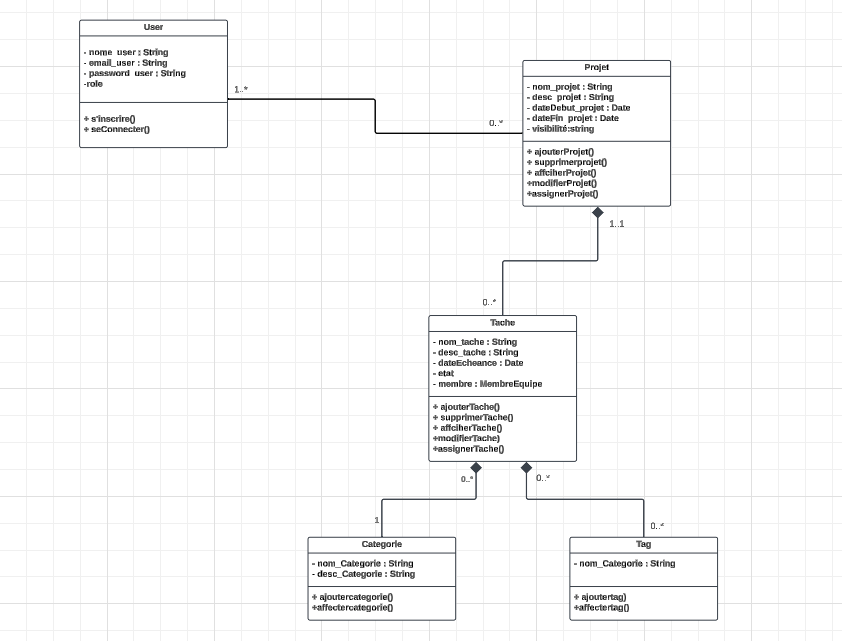 User
- nome_user : String
- email_user : String
- password_user : String
-role
+ s'inscrire()
+ seConnecter()
1..*
0..*
Projet
- nom_projet : String
- desc_projet : String
- dateDebut_projet : Date
- dateFin_projet : Date
- visibilité:string
+ ajouterProjet()
+ supprimerprojet()
+ affciherProjet()
+modifierProjet()
+assignerProjet()
1..1
0..*
Tache
- nom_tache : String
- desc_tache : String
- dateEcheance : Date
- etat
- membre : MembreEquipe
+ ajouterTache()
+ supprimerTache()
+ affciherTache()
+modifierTache)
+assignerTache()
0..*
0..*
1
0..*
Categorie
- nom_Categorie : String
- desc_Categorie : String
+ ajoutercategorie()
+affectercategorie()
Tag
- nom_Categorie : String
+ ajoutertag)
+affectertag()